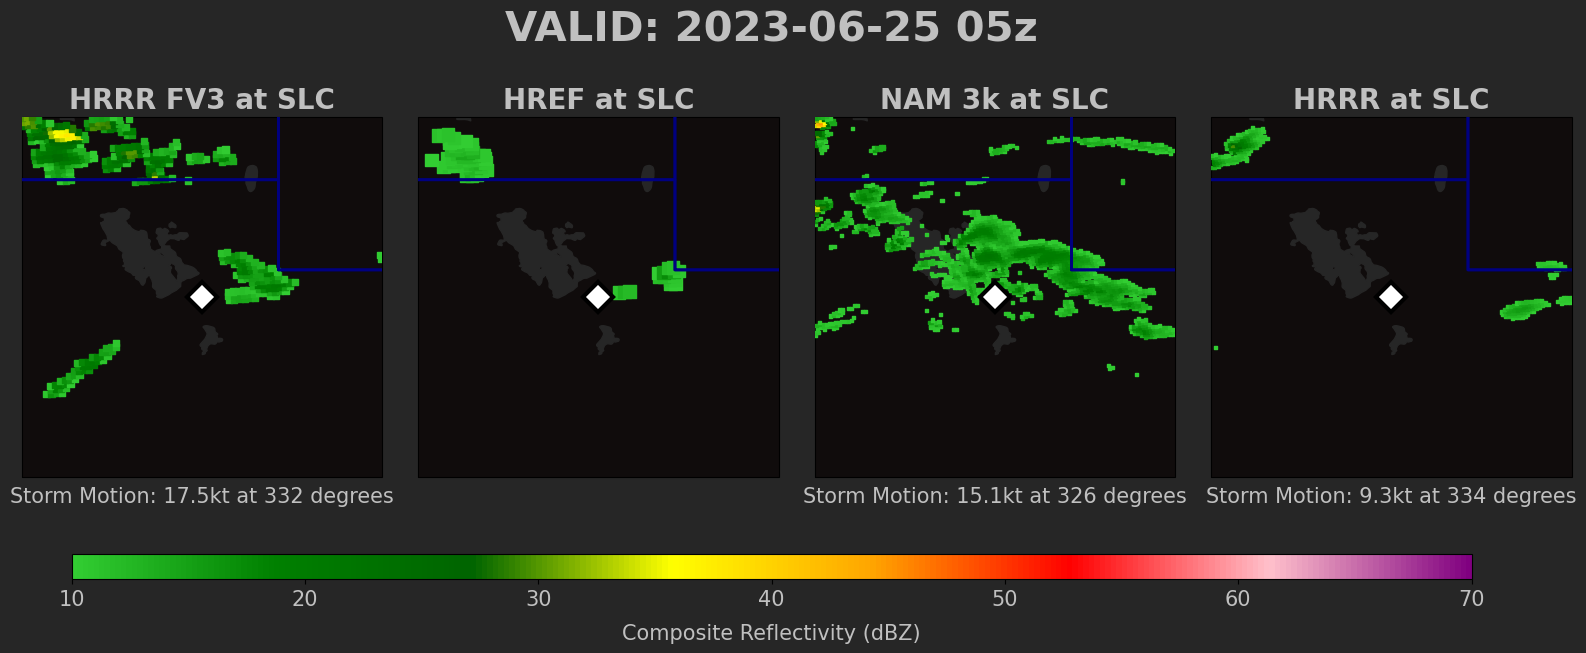 VALID: 2023-06-25 05z
HRRR FV3 at SLC
HREF at SLC
NAM 3k at SLC
HRRR at SLC
Storm Motion: 17.5kt at 332 degrees
Storm Motion: 15.1kt at 326 degrees
Storm Motion: 9.3kt at 334 degrees
10 20 30 40 50 60 70
Composite Reflectivity (dBZ)